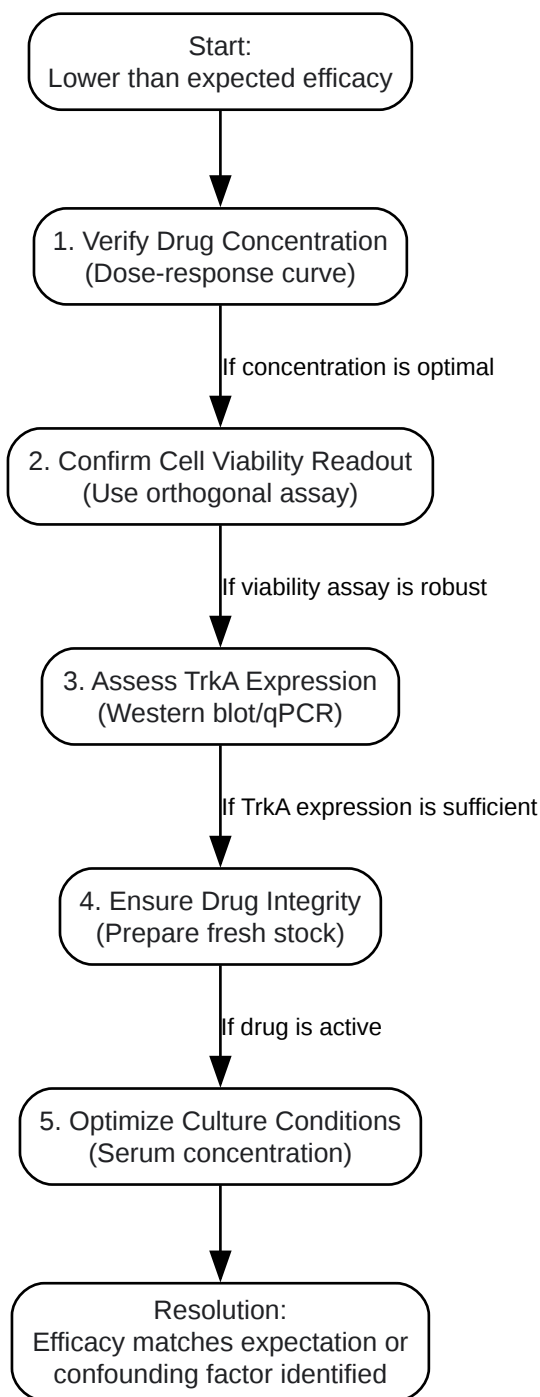 Start:
Lower than expected efficacy
1. Verify Drug Concentration
(Dose-response curve)
If concentration is optimal
2. Confirm Cell Viability Readout
(Use orthogonal assay)
If viability assay is robust
3. Assess TrkA Expression
(Western blot/qPCR)
If TrkA expression is sufficient
4. Ensure Drug Integrity
(Prepare fresh stock)
If drug is active
5. Optimize Culture Conditions
(Serum concentration)
Resolution:
Efficacy matches expectation or
confounding factor identified